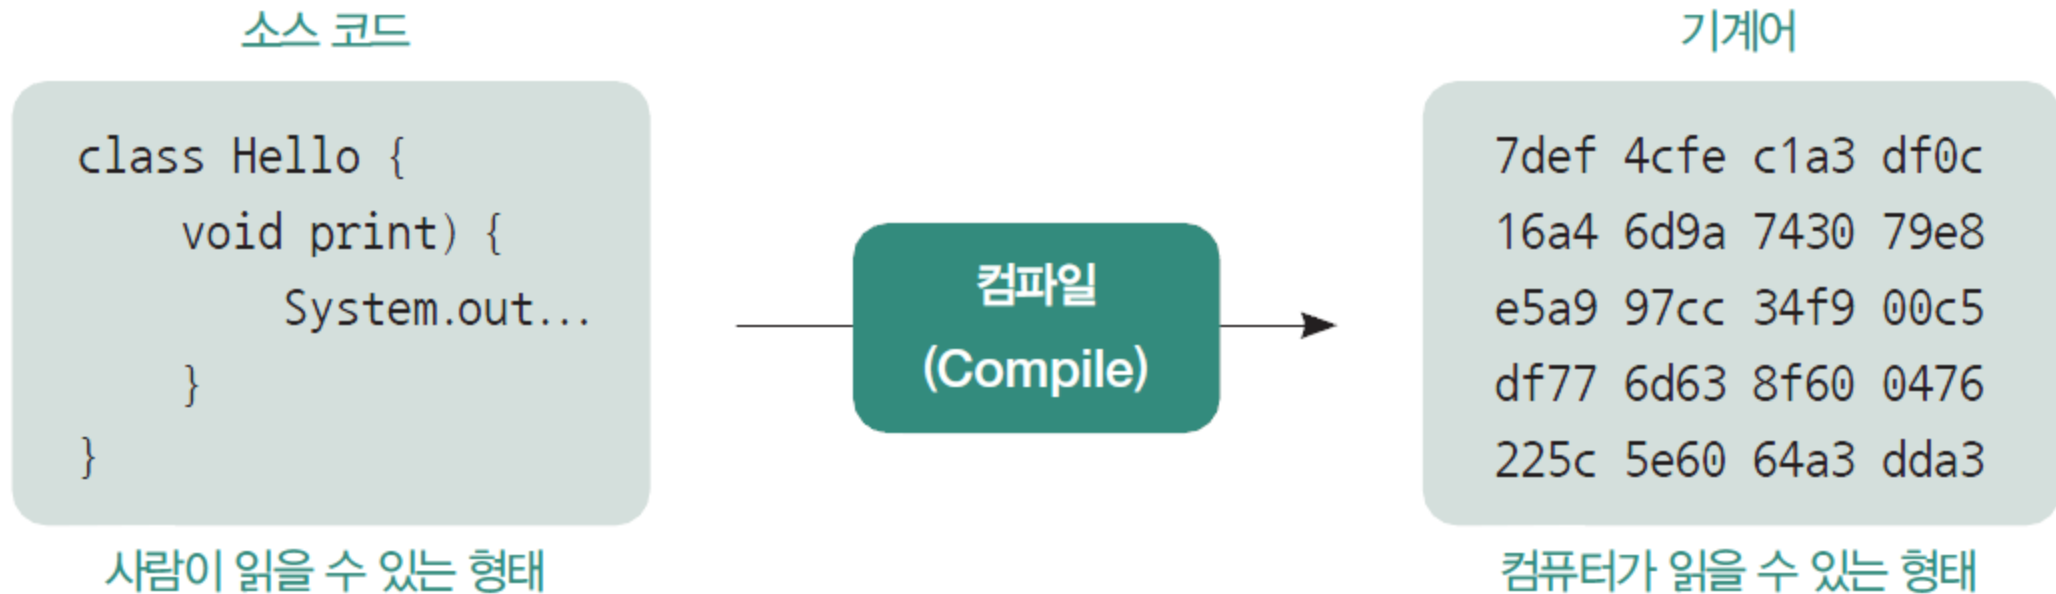 소스 코드
class Hello {
void print) {
System.out...
}
}
사람이 읽을 수 있는 형태
컴파일
(Compile)
기계어
7def 4cfe c1a3 df0c
16a4 6d9a 7430 79e8
e5a9 97cc 34f9 00c5
df77 6d63 8f60 0476
225c 5e60 64a3 dda3
컴퓨터가 읽을 수 있는 형태